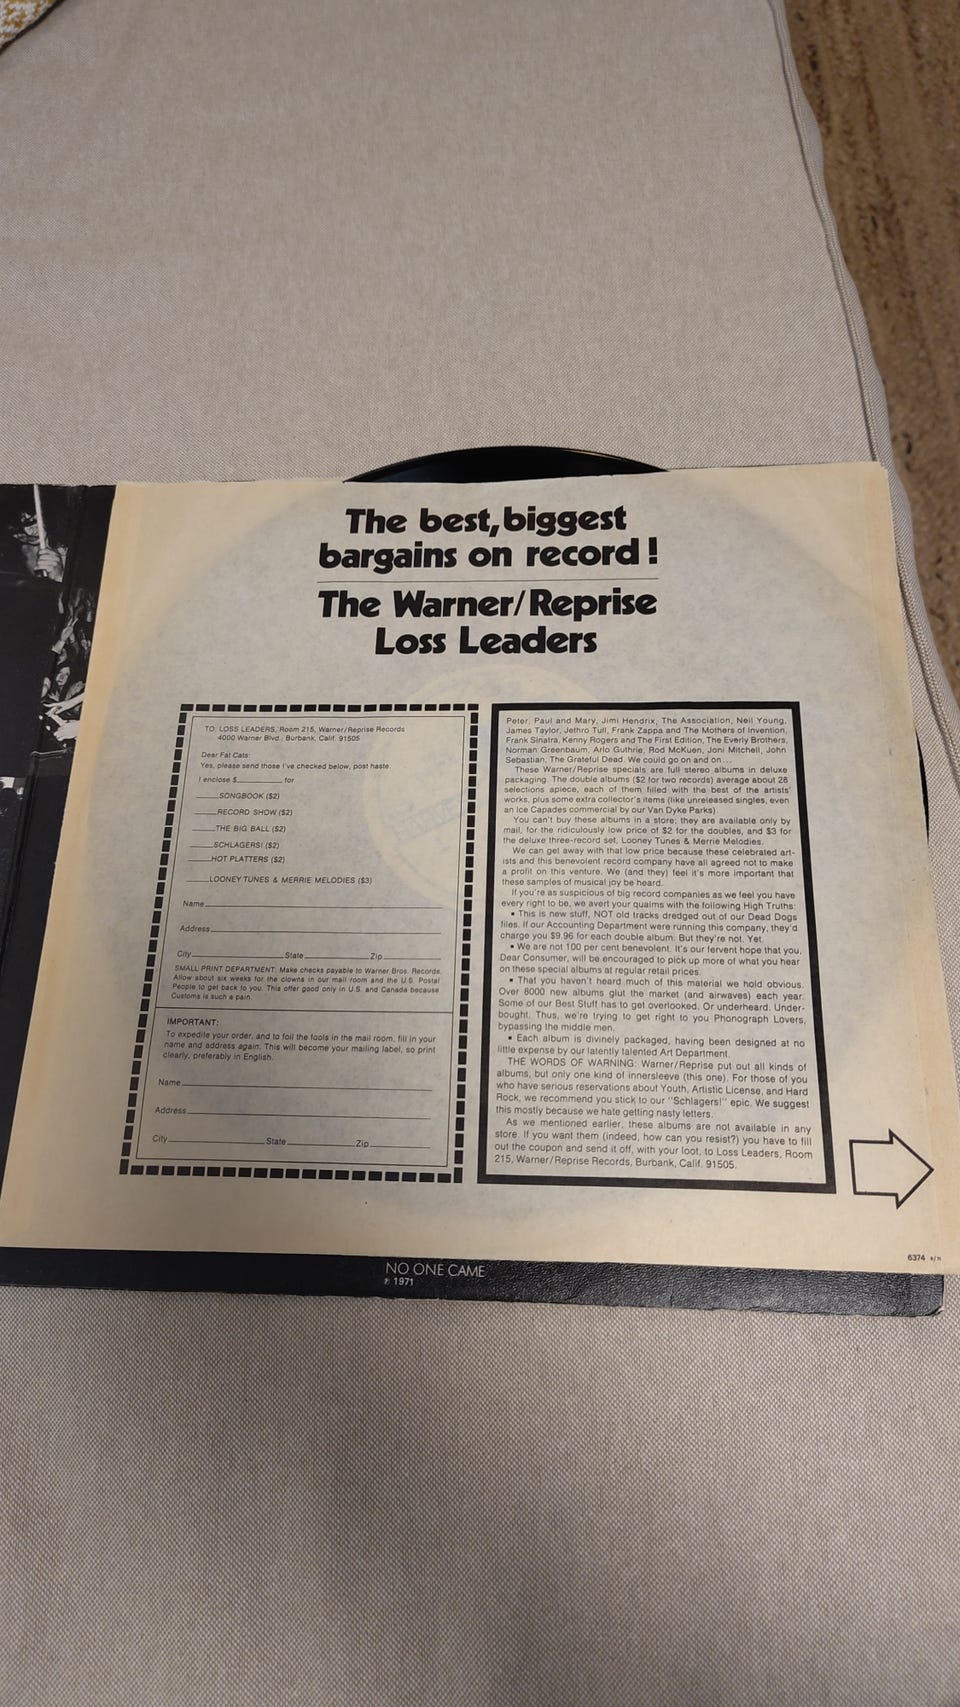 The best, biggest
bargains on record!
The Warner/Reprise
Loss Leaders
TO: LOSS LEADERS, Room 215, Warner/Reprise Records
4000 Warner Blvd., Burbank, Calif. 91505
Dear Fat Cats:
Yes, please send those I've checked below, post haste.
I enclose $ for
SONGBOOK ($2)
RECORD SHOW ($2)
THE BIG BALL ($2)
SCHLAGERS! ($2)
HOT PLATTERS ($2)
LOONEY TUNES & MERRIE MELODIES ($3)
Name
Address
City State Zip
SMALL PRINT DEPARTMENT: Make checks payable to Warner Bros. Records.
Allow about six weeks for the clowns in our mail room and the U.S. Postal
People to get back to you. This offer good only in U.S. and Canada because
Customs is such a pain.
IMPORTANT:
To expedite your order, and to foil the fools in the mail room, fill in your
name and address again. This will become your mailing label, so print
clearly, preferably in English.
Name
Address
City State Zip
Peter, Paul and Mary, Jimi Hendrix, The Association, Neil Young,
James Taylor, Jethro Tull, Frank Zappa and The Mothers of Invention,
Frank Sinatra, Kenny Rogers and The First Edition, The Everly Brothers,
Norman Greenbaum, Arlo Guthrie, Rod McKuen, Joni Mitchell, John
Sebastian, The Grateful Dead. We could go on and on...
These Warner/Reprise specials are full stereo albums in deluxe
packaging. The double albums ($2 for two records) average about 28
selections apiece, each of them filled with the best of the artists'
works, plus some extra collector's items (like unreleased singles, even
an Ice Capades commercial by our Van Dyke Parks).
You can't buy these albums in a store; they are available only by
mail, for the ridiculously low price of $2 for the doubles, and $3 for
the deluxe three-record set, Looney Tunes & Merrie Melodies.
We can get away with that low price because these celebrated art-
ists and this benevolent record company have all agreed not to make
a profit on this venture. We (and they) feel it's more important that
these samples of musical joy be heard.
If you're as suspicious of big record companies as we feel you have
every right to be, we avert your qualms with the following High Truths:
▪ This is new stuff, NOT old tracks dredged out of our Dead Dogs
files. If our Accounting Department were running this company, they'd
charge you $9.96 for each double album. But they're not. Yet.
▪ We are not 100 per cent benevolent. It's our fervent hope that you,
Dear Consumer, will be encouraged to pick up more of what you hear
on these special albums at regular retail prices.
▪ That you haven't heard much of this material we hold obvious.
Over 8000 new albums glut the market (and airwaves) each year.
Some of our Best Stuff has to get overlooked. Or underheard. Under-
bought. Thus, we're trying to get right to you Phonograph Lovers,
bypassing the middle men.
▪ Each album is divinely packaged, having been designed at no
little expense by our latently talented Art Department.
THE WORDS OF WARNING: Warner/Reprise put out all kinds of
albums, but only one kind of innersleeve (this one). For those of you
who have serious reservations about Youth, Artistic License, and Hard
Rock, we recommend you stick to our "Schlagers!" epic. We suggest
this mostly because we hate getting nasty letters.
As we mentioned earlier, these albums are not available in any
store. If you want them (indeed, how can you resist?) you have to fill
out the coupon and send it off, with your loot, to Loss Leaders, Room
215, Warner/Reprise Records, Burbank, Calif. 91505.
6374
NO ONE CAME
℗ 1971